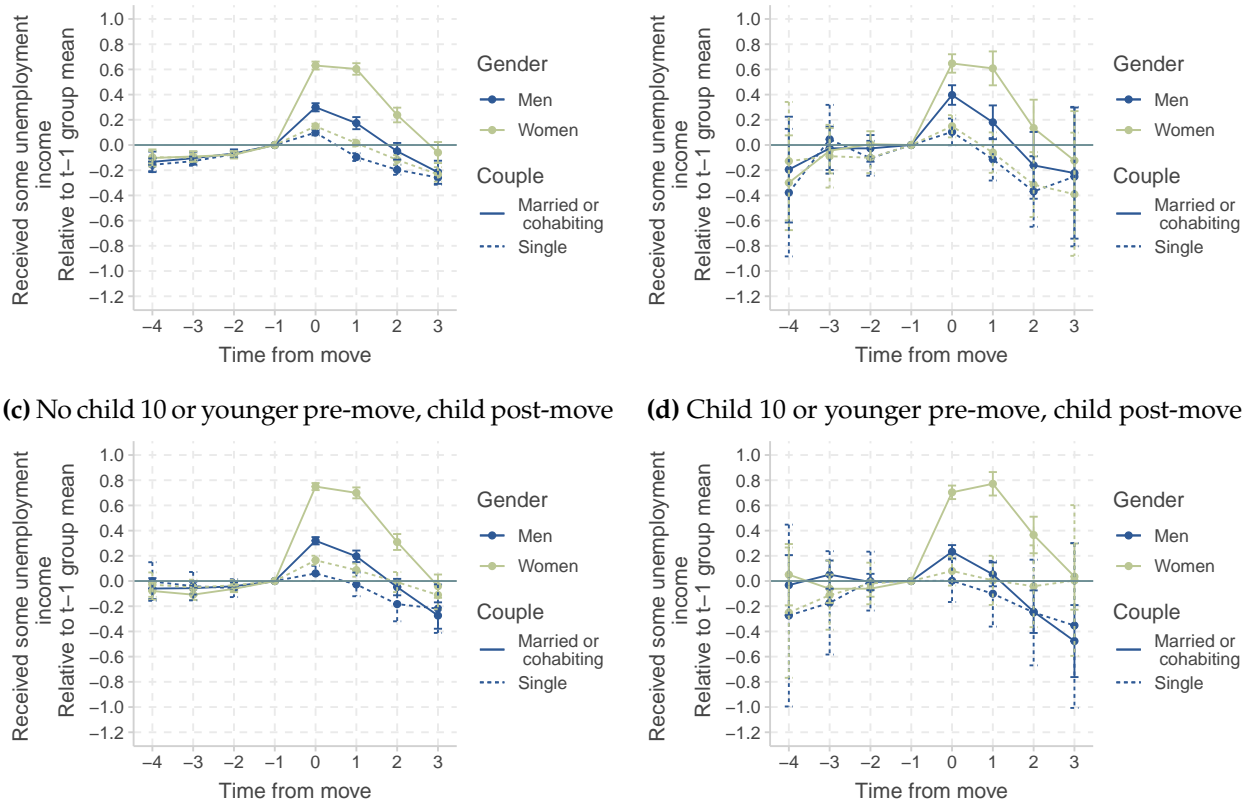 1.0
0.8
0.6
0.4
0.2
0.0
−0.2
−0.4
−0.6
−0.8
−1.0
−1.2
Received some unemployment
income
Relative to t−1 group mean
−4 −3 −2 −1 0 1 2 3
Time from move
Gender
Men
Women
Couple
Married or
cohabiting
Single
1.0
0.8
0.6
0.4
0.2
0.0
−0.2
−0.4
−0.6
−0.8
−1.0
−1.2
Received some unemployment
income
Relative to t−1 group mean
−4 −3 −2 −1 0 1 2 3
Time from move
Gender
Men
Women
Couple
Married or
cohabiting
Single
(c) No child 10 or younger pre-move, child post-move
(d) Child 10 or younger pre-move, child post-move
1.0
0.8
0.6
0.4
0.2
0.0
−0.2
−0.4
−0.6
−0.8
−1.0
−1.2
Received some unemployment
income
Relative to t−1 group mean
−4 −3 −2 −1 0 1 2 3
Time from move
Gender
Men
Women
Couple
Married or
cohabiting
Single
1.0
0.8
0.6
0.4
0.2
0.0
−0.2
−0.4
−0.6
−0.8
−1.0
−1.2
Received some unemployment
income
Relative to t−1 group mean
−4 −3 −2 −1 0 1 2 3
Time from move
Gender
Men
Women
Couple
Married or
cohabiting
Single